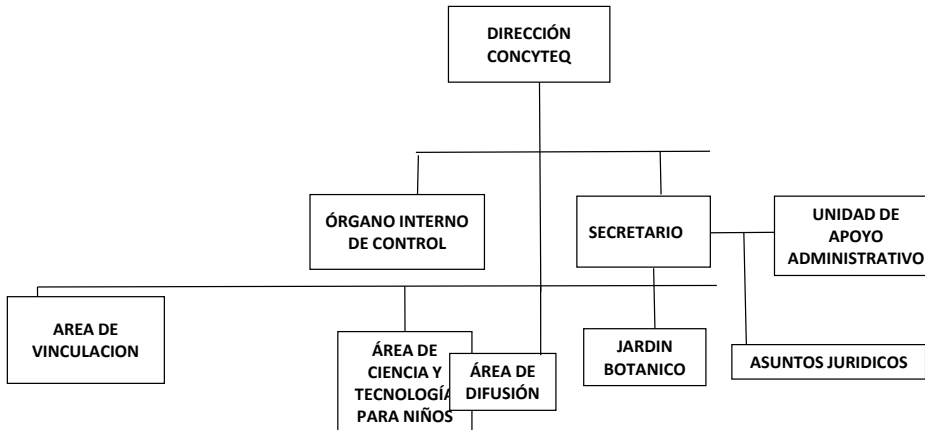 DIRECCIÓN
CONCYTEQ
ÓRGANO INTERNO
DE CONTROL
SECRETARIO
UNIDAD DE
APOYO
ADMINISTRATIVO
AREA DE
VINCULACION
ÁREA DE
CIENCIA Y
TECNOLOGÍA
PARA NIÑOS
ÁREA DE
DIFUSIÓN
JARDIN
BOTANICO
ASUNTOS JURIDICOS